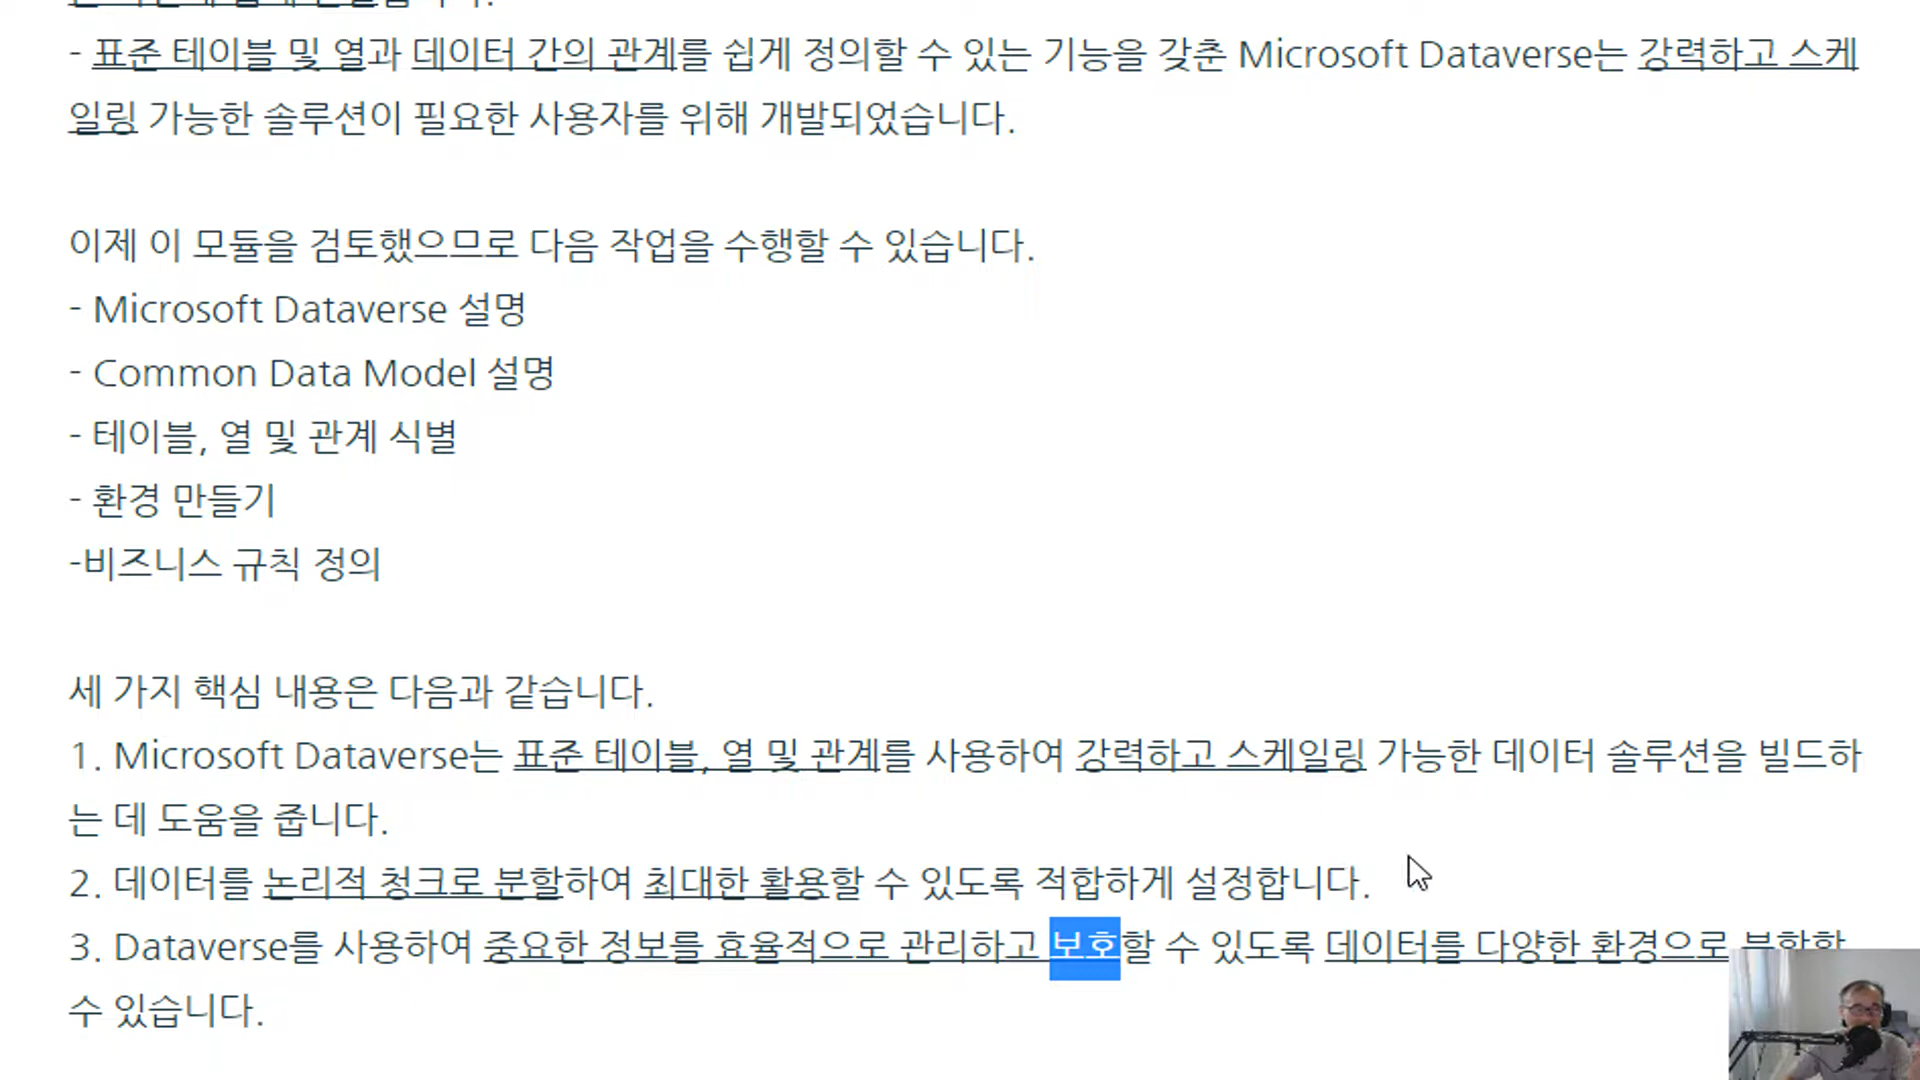 - 표준 테이블 및 열과 데이터 간의 관계를 쉽게 정의할 수 있는 기능을 갖춘 Microsoft Dataverse는 강력하고 스케
일링 가능한 솔루션이 필요한 사용자를 위해 개발되었습니다.
이제 이 모듈을 검토했으므로 다음 작업을 수행할 수 있습니다.
- Microsoft Dataverse 설명
- Common Data Model 설명
- 테이블, 열 및 관계 식별
- 환경 만들기
-비즈니스 규칙 정의
세 가지 핵심 내용은 다음과 같습니다.
1. Microsoft Dataverse는 표준 테이블, 열 및 관계를 사용하여 강력하고 스케일링 가능한 데이터 솔루션을 빌드하
는 데 도움을 줍니다.
2. 데이터를 논리적 청크로 분할하여 최대한 활용할 수 있도록 적합하게 설정합니다.
3. Dataverse를 사용하여 중요한 정보를 효율적으로 관리하고 보호할 수 있도록 데이터를 다양한 환경으로
수 있습니다.